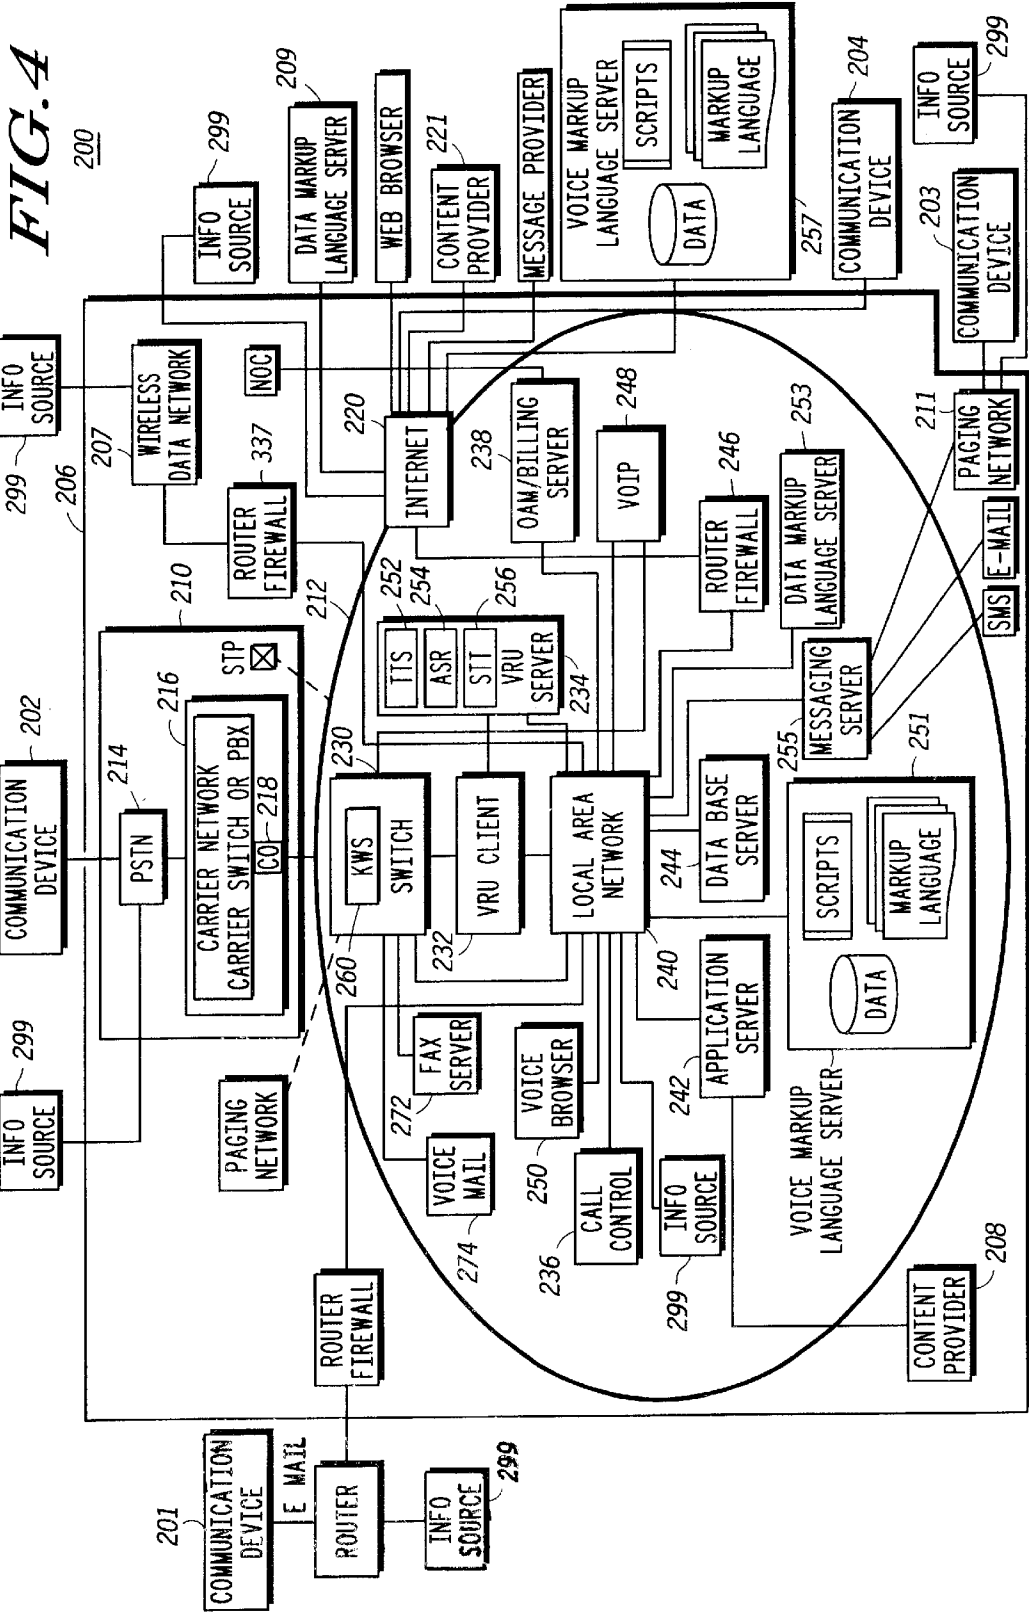 FIG.4
200
INFO
SOURCE
299
COMMUNICATION
DEVICE
202
INFO
SOURCE
299
206
PSTN
214
210
CARRIER NETWORK
CARRIER SWITCH OR PBX
216
CO
218
STP
WIRELESS
DATA NETWORK
207
ROUTER
FIREWALL
337
NOC
INFO
SOURCE
299
DATA MARKUP
LANGUAGE SERVER
209
WEB BROWSER
CONTENT
PROVIDER
221
MESSAGE PROVIDER
VOICE MARKUP
LANGUAGE SERVER
SCRIPTS
MARKUP
LANGUAGE
DATA
257
COMMUNICATION
DEVICE
204
INFO
SOURCE
299
COMMUNICATION
DEVICE
203
PAGING
NETWORK
211
E-MAIL
SMS
PAGING
NETWORK
212
INTERNET
220
KWS
SWITCH
260
230
TTS
252
ASR
254
STT
256
VRU
SERVER
234
VRU CLIENT
232
OAM/BILLING
SERVER
238
VOIP
248
LOCAL AREA
NETWORK
240
ROUTER
FIREWALL
246
DATA MARKUP
LANGUAGE SERVER
253
DATA BASE
SERVER
244
MESSAGING
SERVER
255
FAX
SERVER
272
VOICE
MAIL
274
VOICE
BROWSER
250
CALL
CONTROL
236
INFO
SOURCE
299
APPLICATION
SERVER
242
SCRIPTS
MARKUP
LANGUAGE
DATA
251
VOICE MARKUP
LANGUAGE SERVER
CONTENT
PROVIDER
208
ROUTER
FIREWALL
COMMUNICATION
DEVICE
201
E MAIL
ROUTER
INFO
SOURCE
299